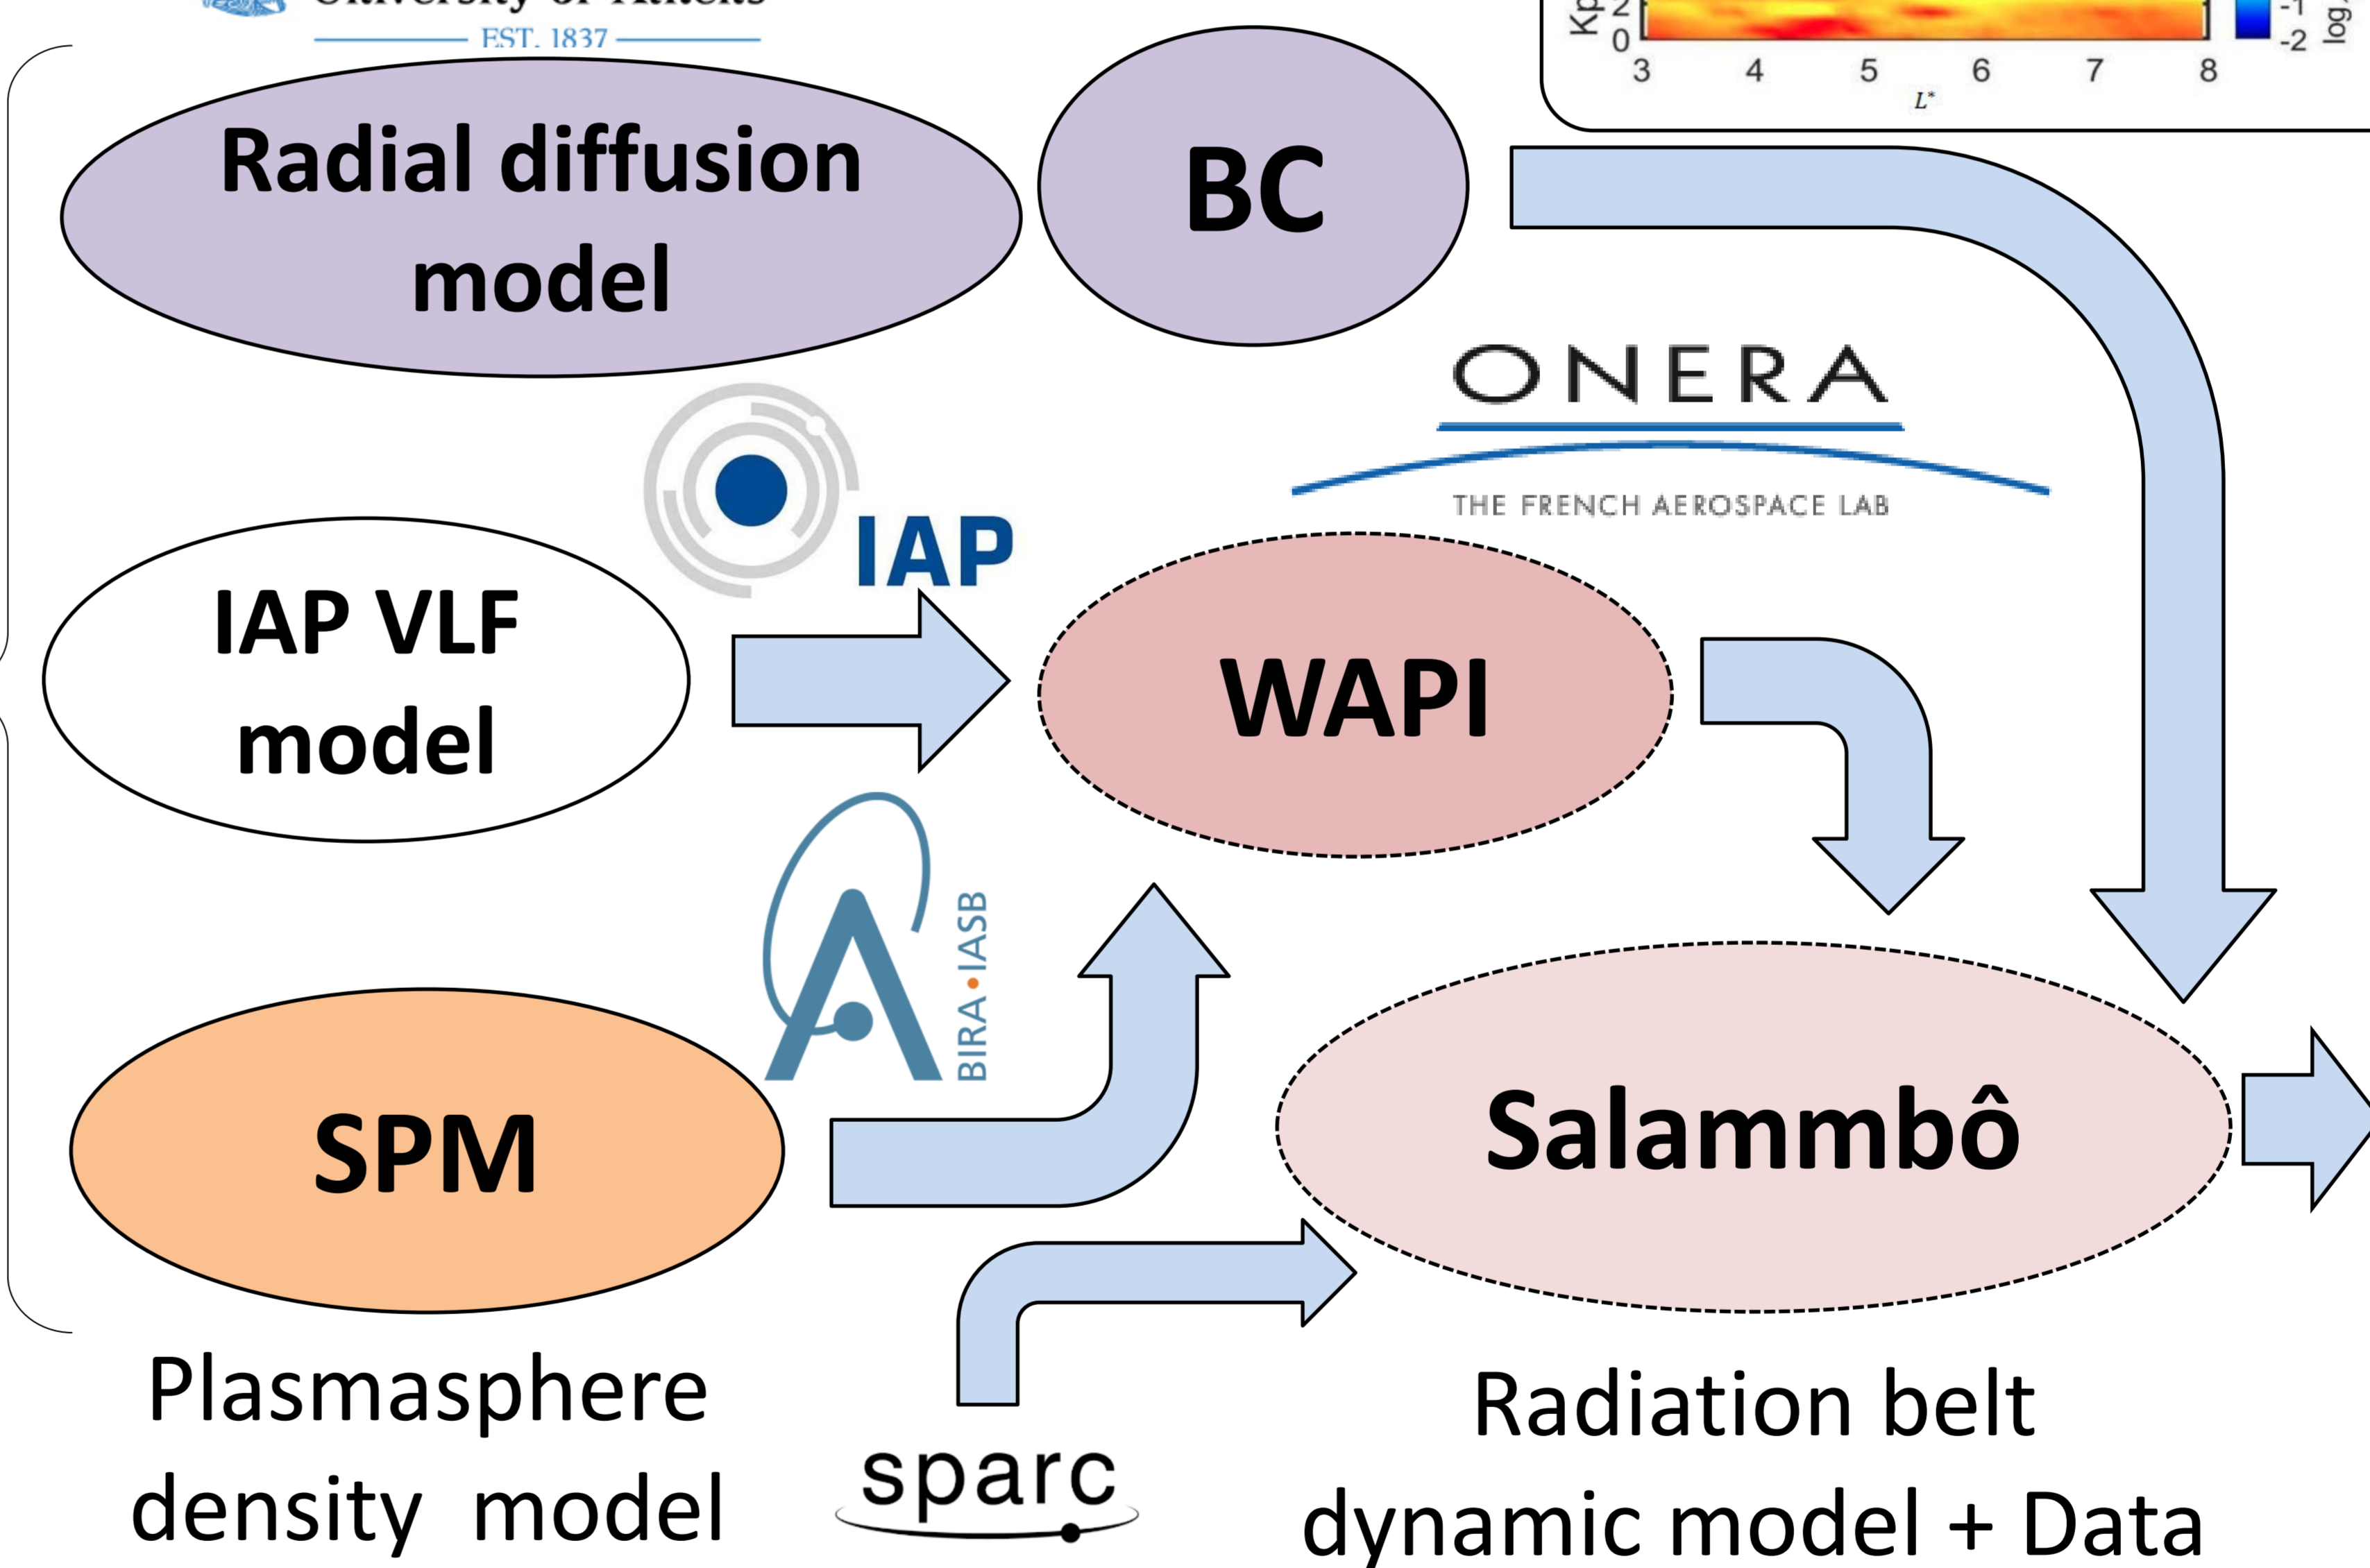 EST. 1837
Kp
2
0
3 4 5 6 7 8
L*
-1
-2
log
Radial diffusion
model
BC
ONERA
THE FRENCH AEROSPACE LAB
IAP
IAP VLF
model
WAPI
BIRA•IASB
SPM
Salammbô
Plasmasphere
density model
sparc
Radiation belt
dynamic model + Data